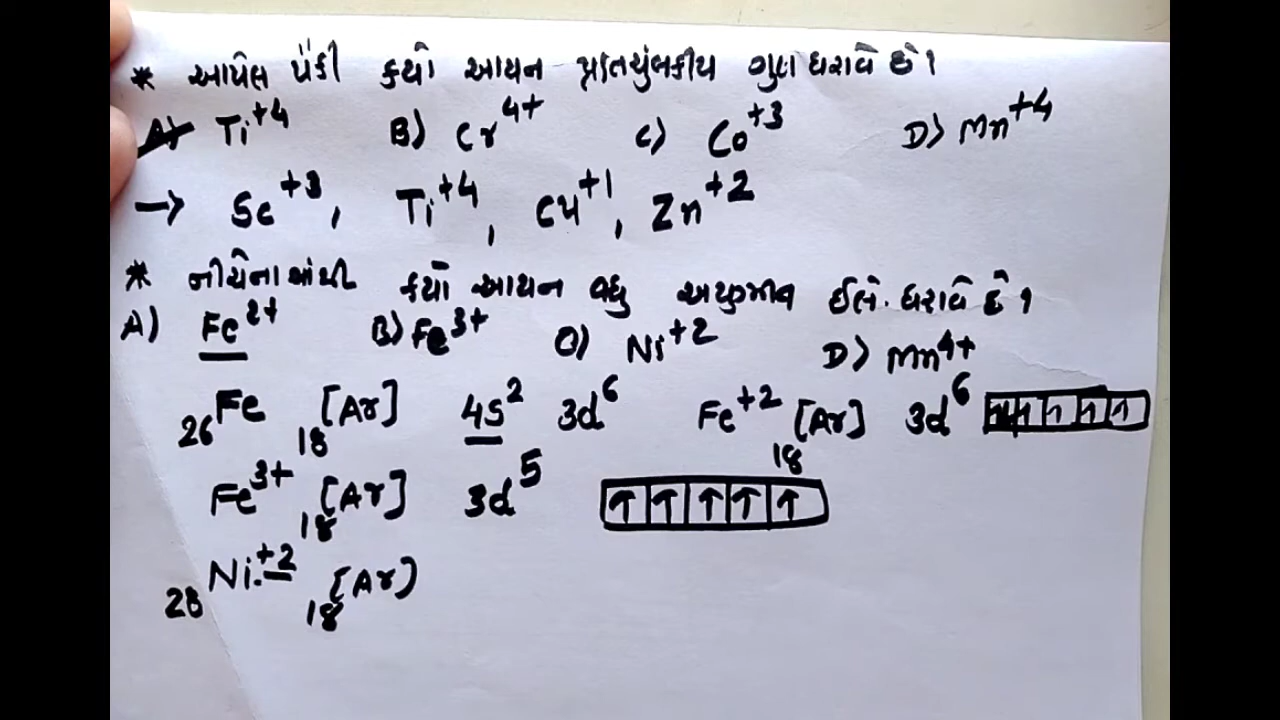 * આપેલ પૈકી કયો આયન પ્રતિચુંબકીય ગુણ ધરાવે છે ?
A) Ti+4 B) Cr4+ C) Co+3 D) Mn+4
→ Sc+3, Ti+4, Cu+1, Zn+2
* નીચેનામાંથી કયો આયન વધુ અયુગ્મીત ઈલે. ધરાવે છે ?
A) Fe2+ B) Fe3+ C) Ni+2 D) Mn4+
26Fe 18[Ar] 4s2 3d6 Fe+2 18[Ar] 3d6 ↑↓ ↑ ↑ ↑ ↑
Fe3+ 18[Ar] 3d5 ↑ ↑ ↑ ↑ ↑
28Ni+2 18[Ar]